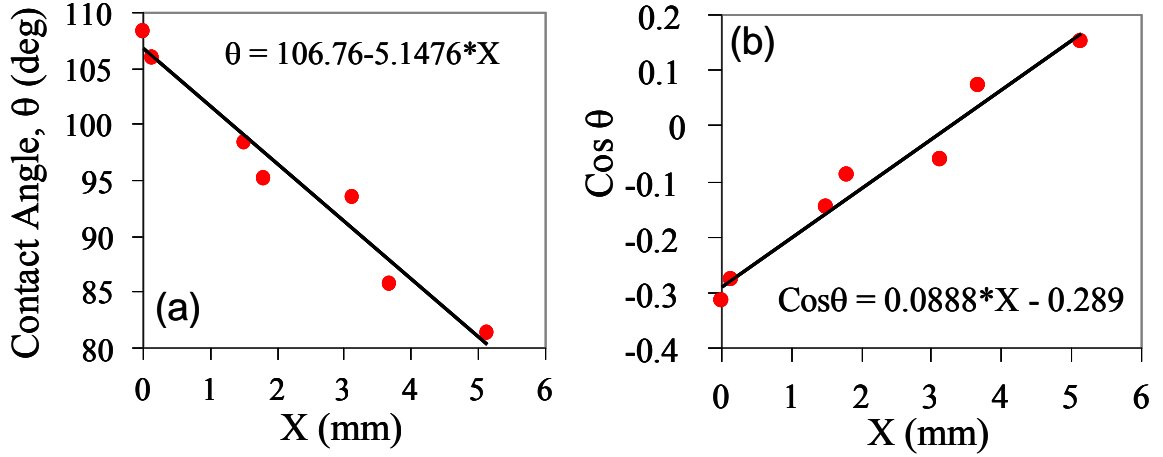 Contact Angle, θ (deg)
110
105
100
95
90
85
80
θ = 106.76-5.1476*X
(a)
0 1 2 3 4 5 6
X (mm)
Cos θ
0.2
0.1
0
-0.1
-0.2
-0.3
-0.4
(b)
Cosθ = 0.0888*X - 0.289
0 1 2 3 4 5 6
X (mm)